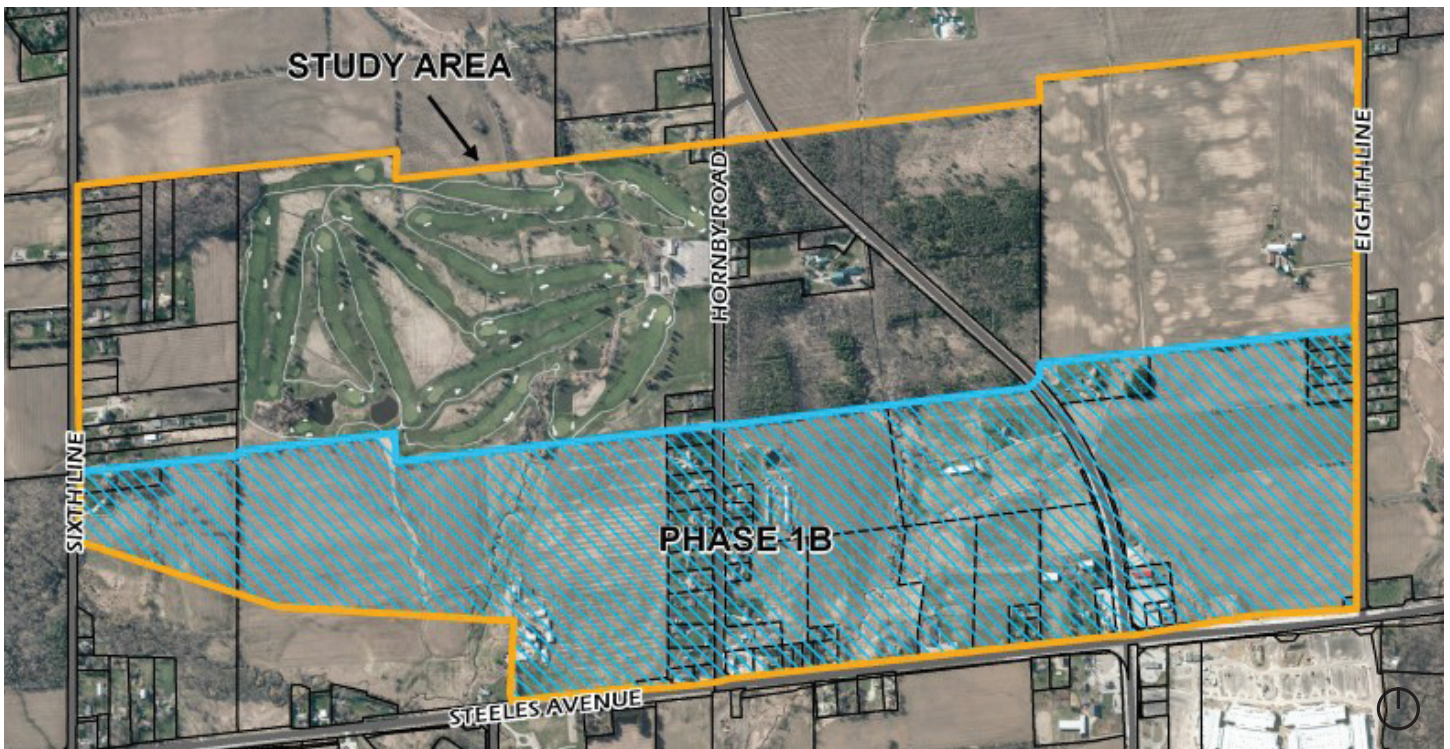 STUDY AREA
HORNBY ROAD
EIGHTH LINE
SIXTH LINE
PHASE 1B
STEELES AVENUE